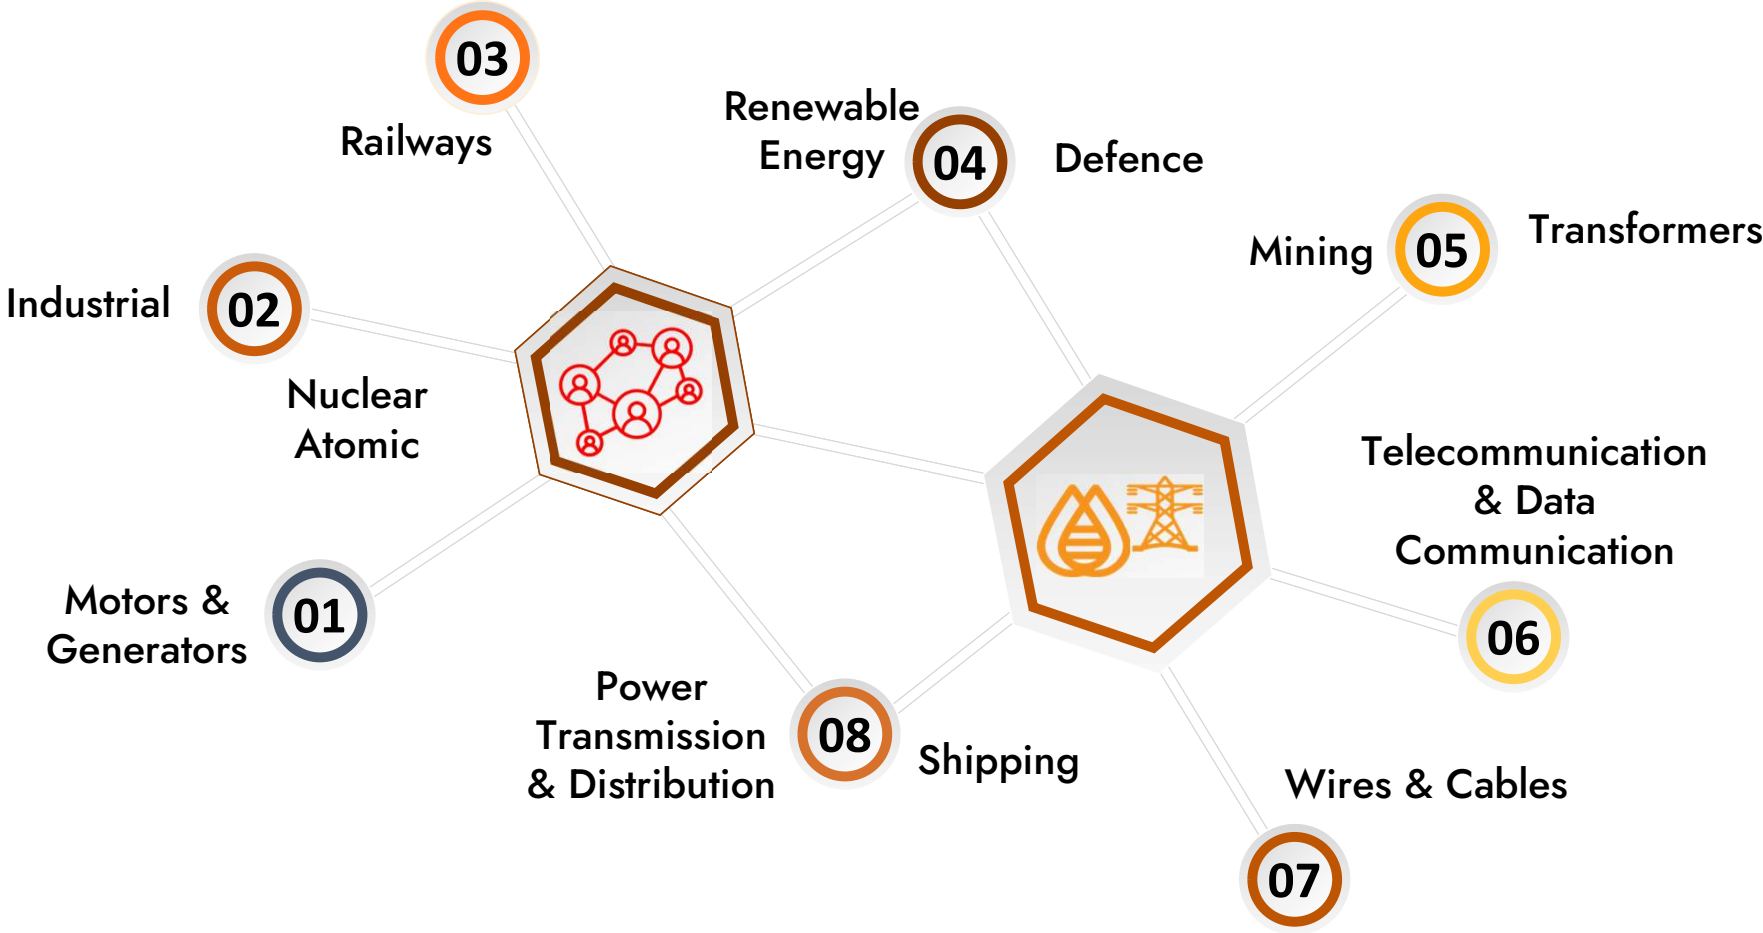 03
Railways
Renewable
Energy
04
Defence
Mining
05
Transformers
Industrial
02
Nuclear
Atomic
Telecommunication
& Data
Communication
06
Motors &
Generators
01
Power
Transmission
& Distribution
08
Shipping
Wires & Cables
07